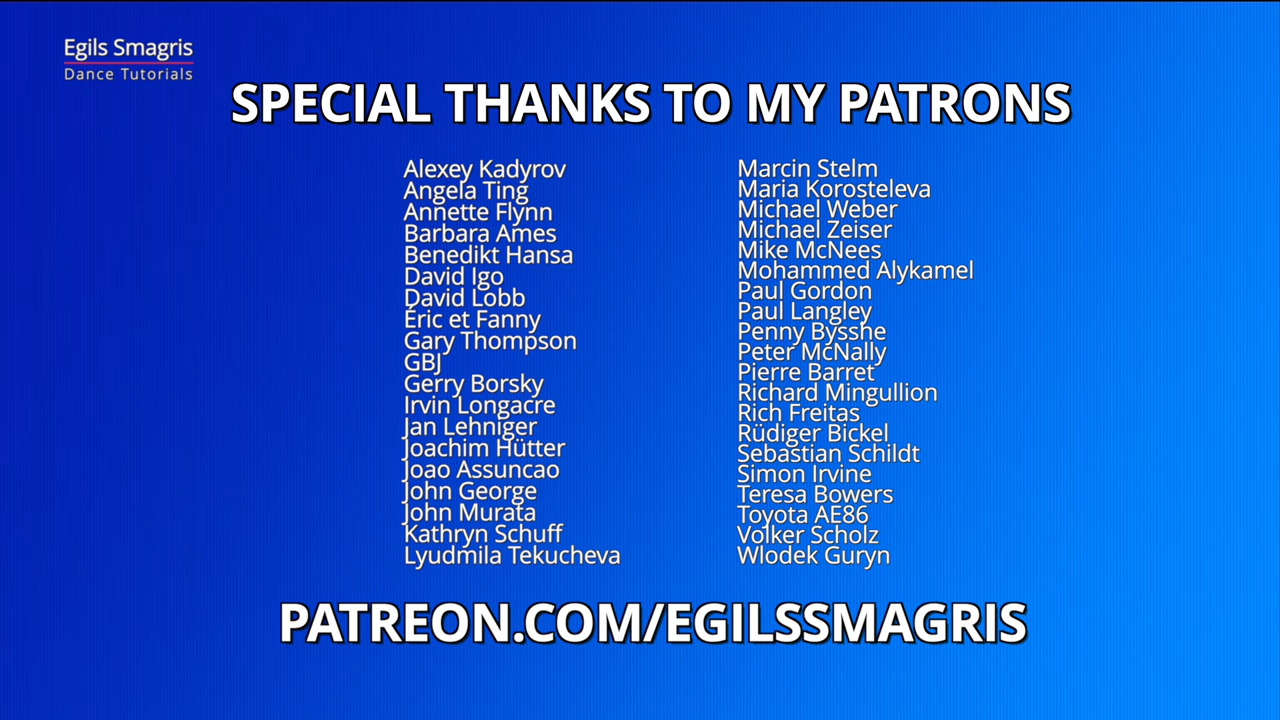 Egils Smagris
Dance Tutorials
SPECIAL THANKS TO MY PATRONS
Alexey Kadyrov
Angela Ting
Annette Flynn
Barbara Ames
Benedikt Hansa
David Igo
David Lobb
Éric et Fanny
Gary Thompson
GBJ
Gerry Borsky
Irvin Longacre
Jan Lehniger
Joachim Hütter
Joao Assuncao
John George
John Murata
Kathryn Schuff
Lyudmila Tekucheva
Marcin Stelm
Maria Korosteleva
Michael Weber
Michael Zeiser
Mike McNees
Mohammed Alykamel
Paul Gordon
Paul Langley
Penny Bysshe
Peter McNally
Pierre Barret
Richard Mingullion
Rich Freitas
Rüdiger Bickel
Sebastian Schildt
Simon Irvine
Teresa Bowers
Toyota AE86
Volker Scholz
Wlodek Guryn
PATREON.COM/EGILSSMAGRIS